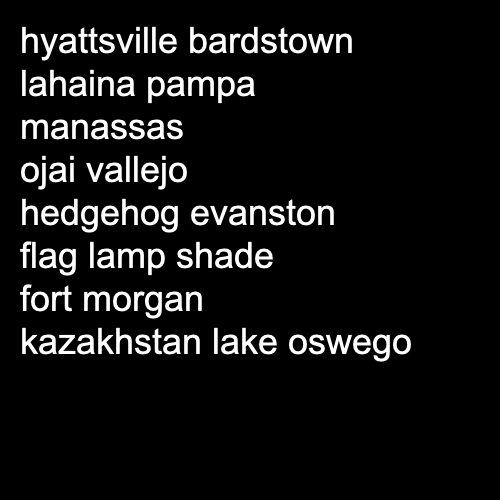 hyattsville bardstown
lahaina pampa
manassas
ojai vallejo
hedgehog evanston
flag lamp shade
fort morgan
kazakhstan lake oswego